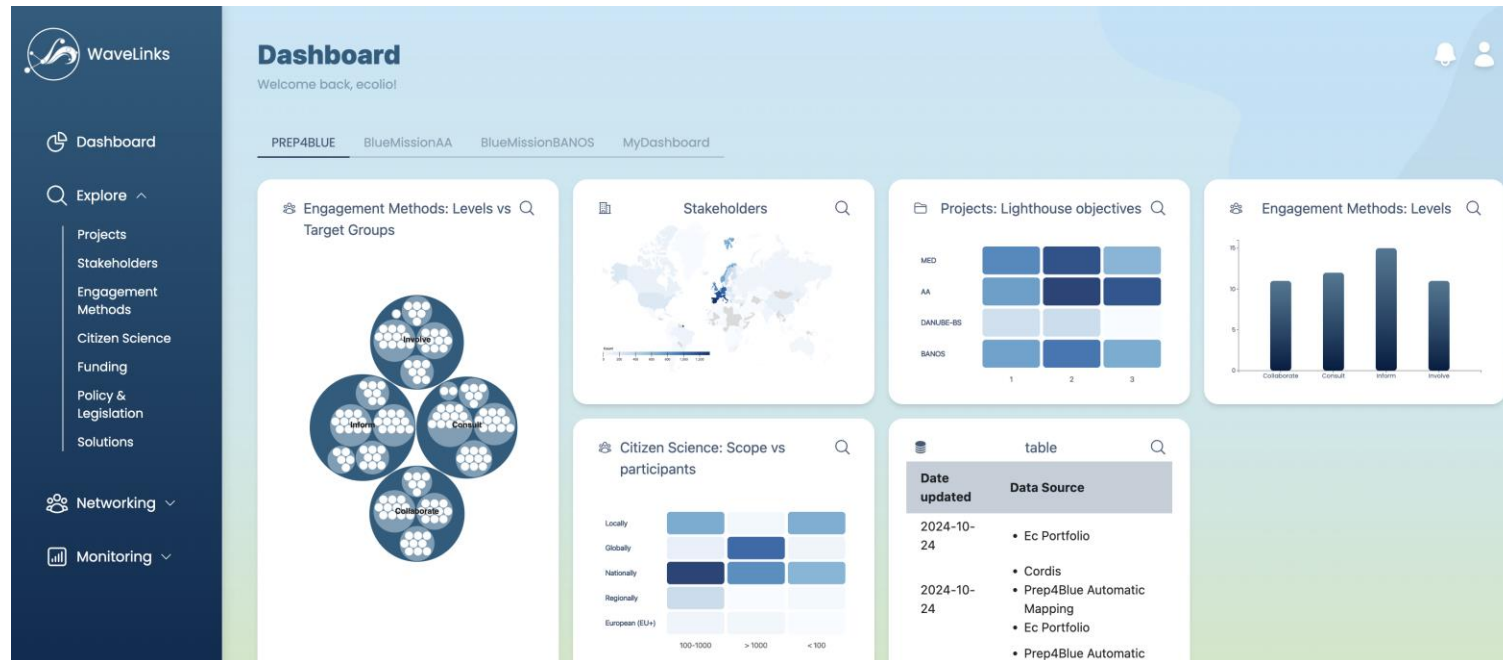 WaveLinks
Dashboard
Explore
Projects
Stakeholders
Engagement
Methods
Citizen Science
Funding
Policy &
Legislation
Solutions
Networking
Monitoring
Dashboard
Welcome back, ecolio!
PREP4BLUE BlueMissionAA BlueMissionBANOS MyDashboard
Engagement Methods: Levels vs
Target Groups
Involve
Inform
Consult
Collaborate
Stakeholders
Projects: Lighthouse objectives
MED
AA
DANUBE-BS
BANOS
1 2 3
Engagement Methods: Levels
15
10
5
0
Collaborate Consult Inform Involve
Citizen Science: Scope vs
participants
Locally
Globally
Nationally
Regionally
European (EU+)
100-1000 > 1000 < 100
table
Date
updated
Data Source
2024-10-
24
• Ec Portfolio
2024-10-
24
• Cordis
• Prep4Blue Automatic
Mapping
• Ec Portfolio
• Prep4Blue Automatic